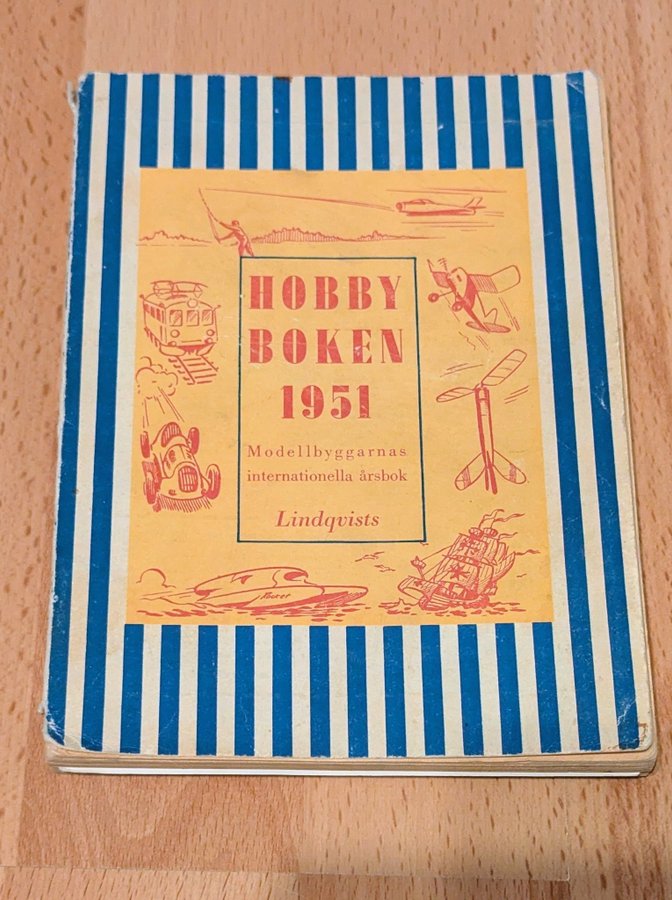 HOBBY
BOKEN
1951
Modellbyggarnas
internationella årsbok
Lindqvists